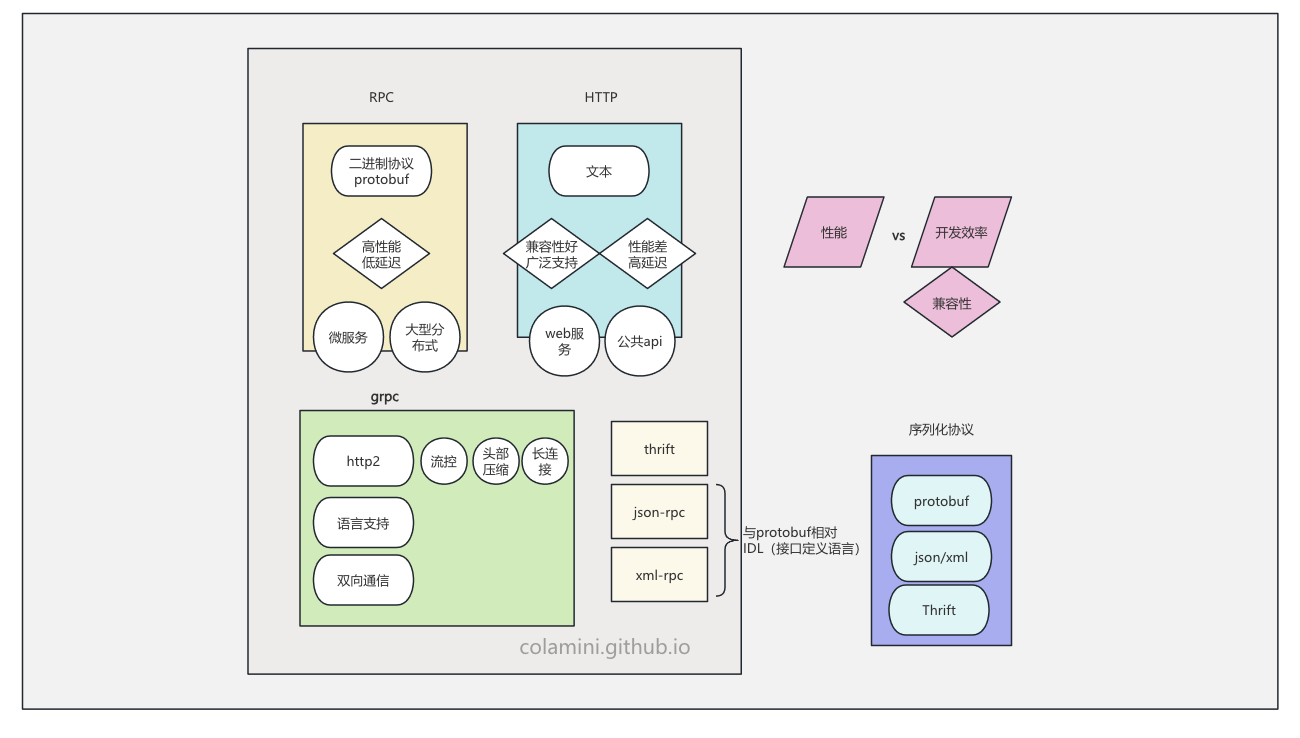 RPC
HTTP
二进制协议
protobuf
文本
高性能
低延迟
兼容性好
广泛支持
性能差
高延迟
微服务
大型分
布式
web服
务
公共api
性能
vs
开发效率
兼容性
grpc
http2
流控
头部
压缩
长连
接
语言支持
双向通信
thrift
json-rpc
xml-rpc
与protobuf相对
IDL（接口定义语言）
序列化协议
protobuf
json/xml
Thrift
colamini.github.io